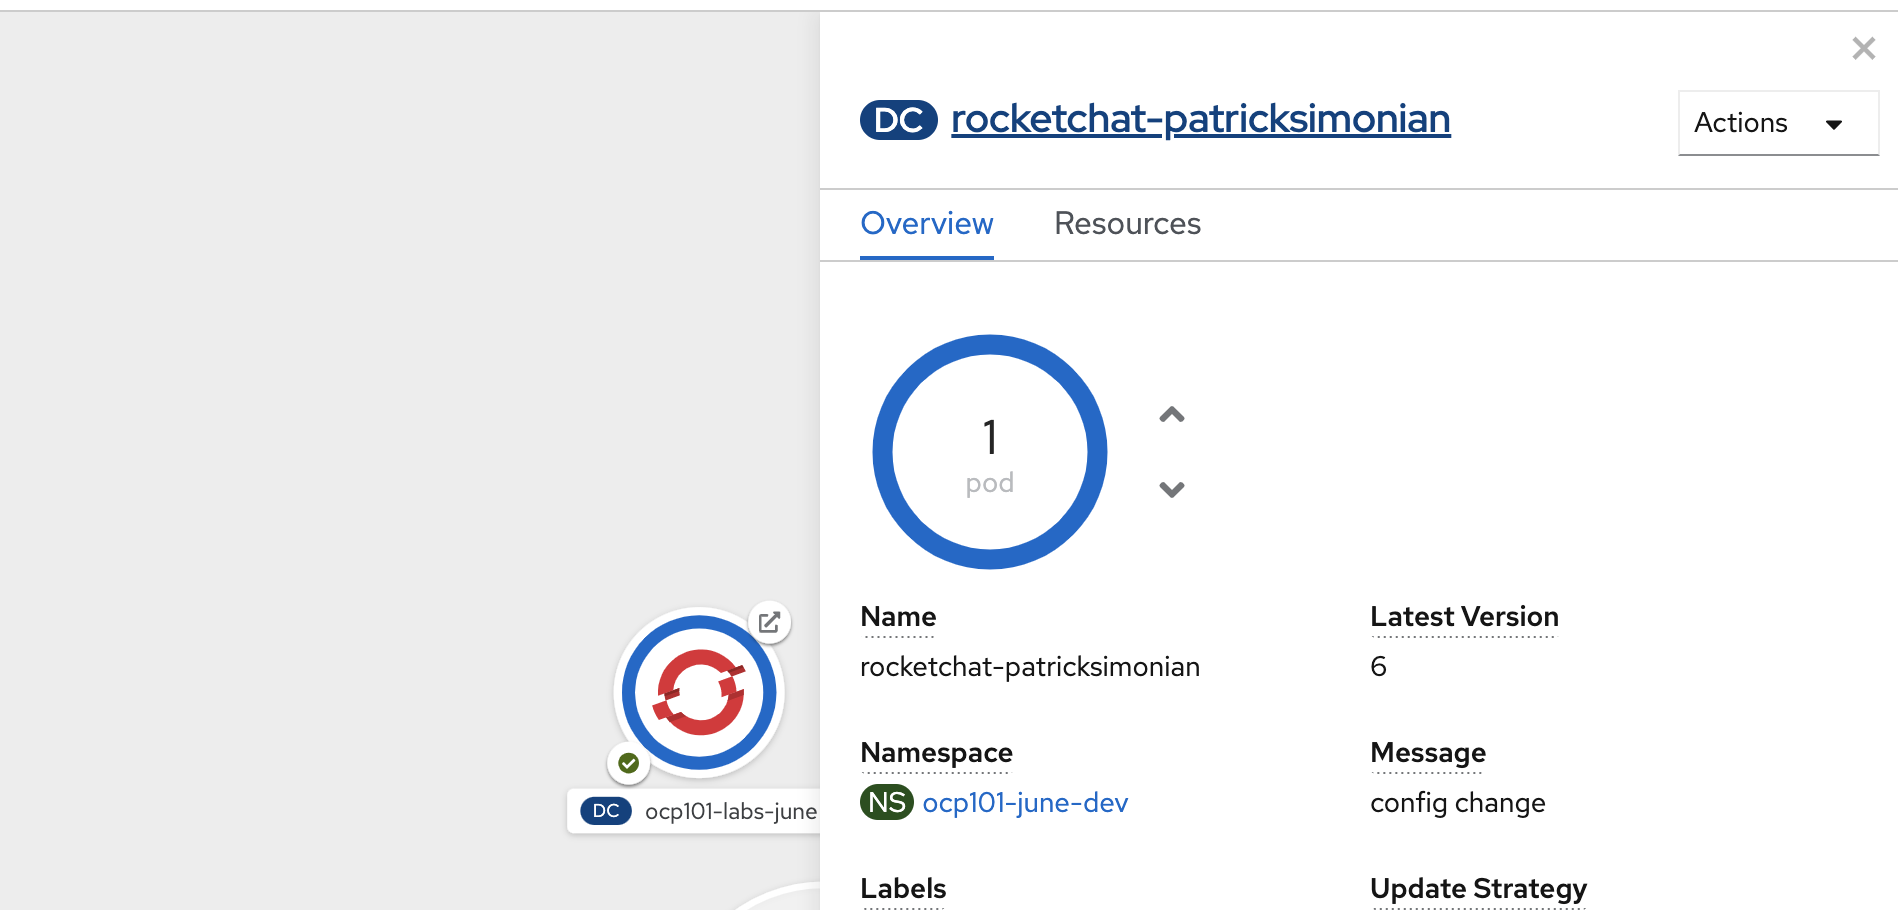 DC rocketchat-patricksimonian
Actions
Overview Resources
1
pod
Name
rocketchat-patricksimonian
Latest Version
6
Namespace
NS ocp101-june-dev
Message
config change
Labels
Update Strategy
DC ocp101-labs-june